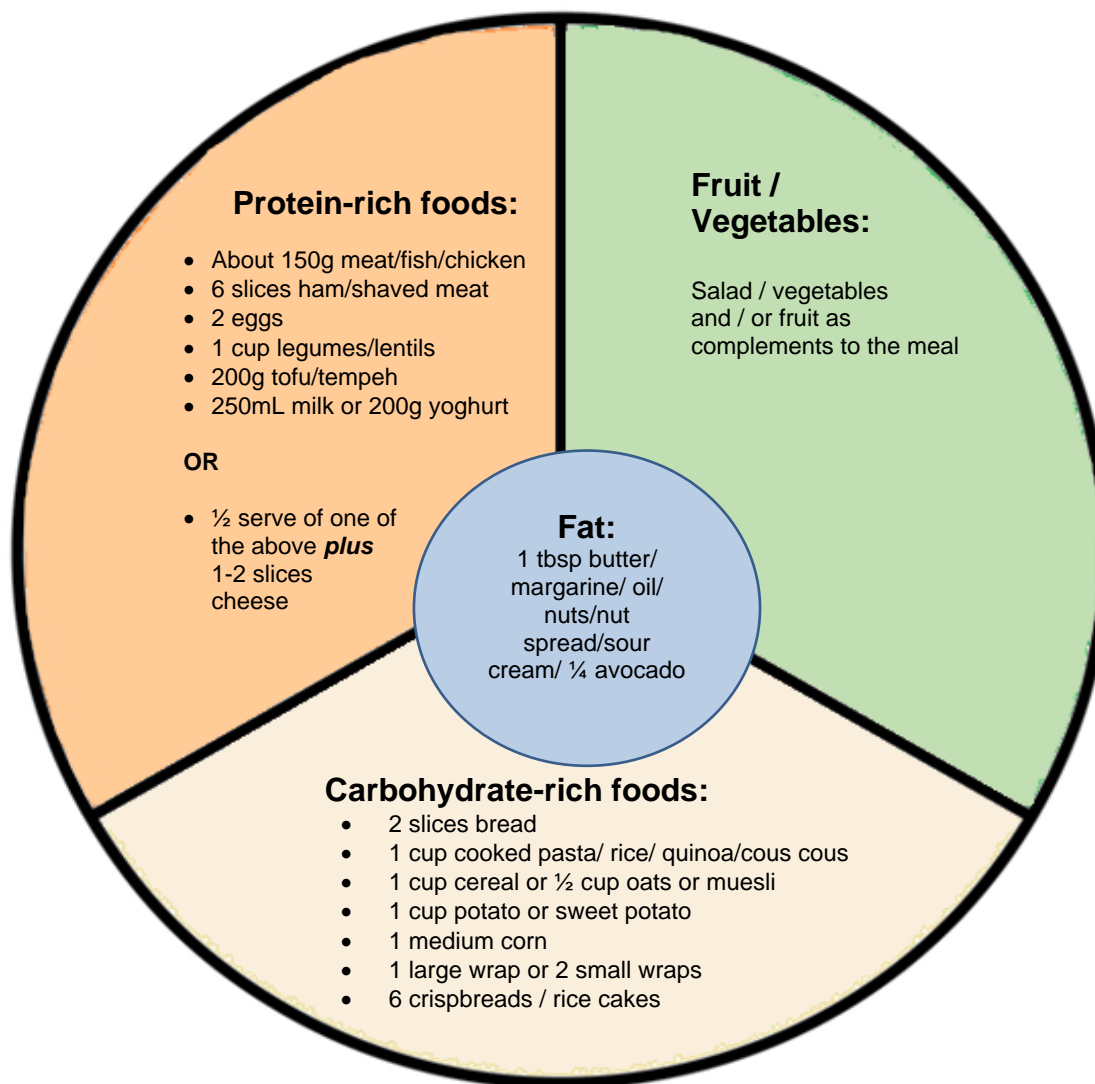 Protein-rich foods:
• About 150g meat/fish/chicken
• 6 slices ham/shaved meat
• 2 eggs
• 1 cup legumes/lentils
• 200g tofu/tempeh
• 250mL milk or 200g yoghurt
OR
• ½ serve of one of
the above plus
1-2 slices
cheese
Fruit /
Vegetables:
Salad / vegetables
and / or fruit as
complements to the meal
Fat:
1 tbsp butter/
margarine/ oil/
nuts/nut
spread/sour
cream/ ¼ avocado
Carbohydrate-rich foods:
• 2 slices bread
• 1 cup cooked pasta/ rice/ quinoa/cous cous
• 1 cup cereal or ½ cup oats or muesli
• 1 cup potato or sweet potato
• 1 medium corn
• 1 large wrap or 2 small wraps
• 6 crispbreads / rice cakes